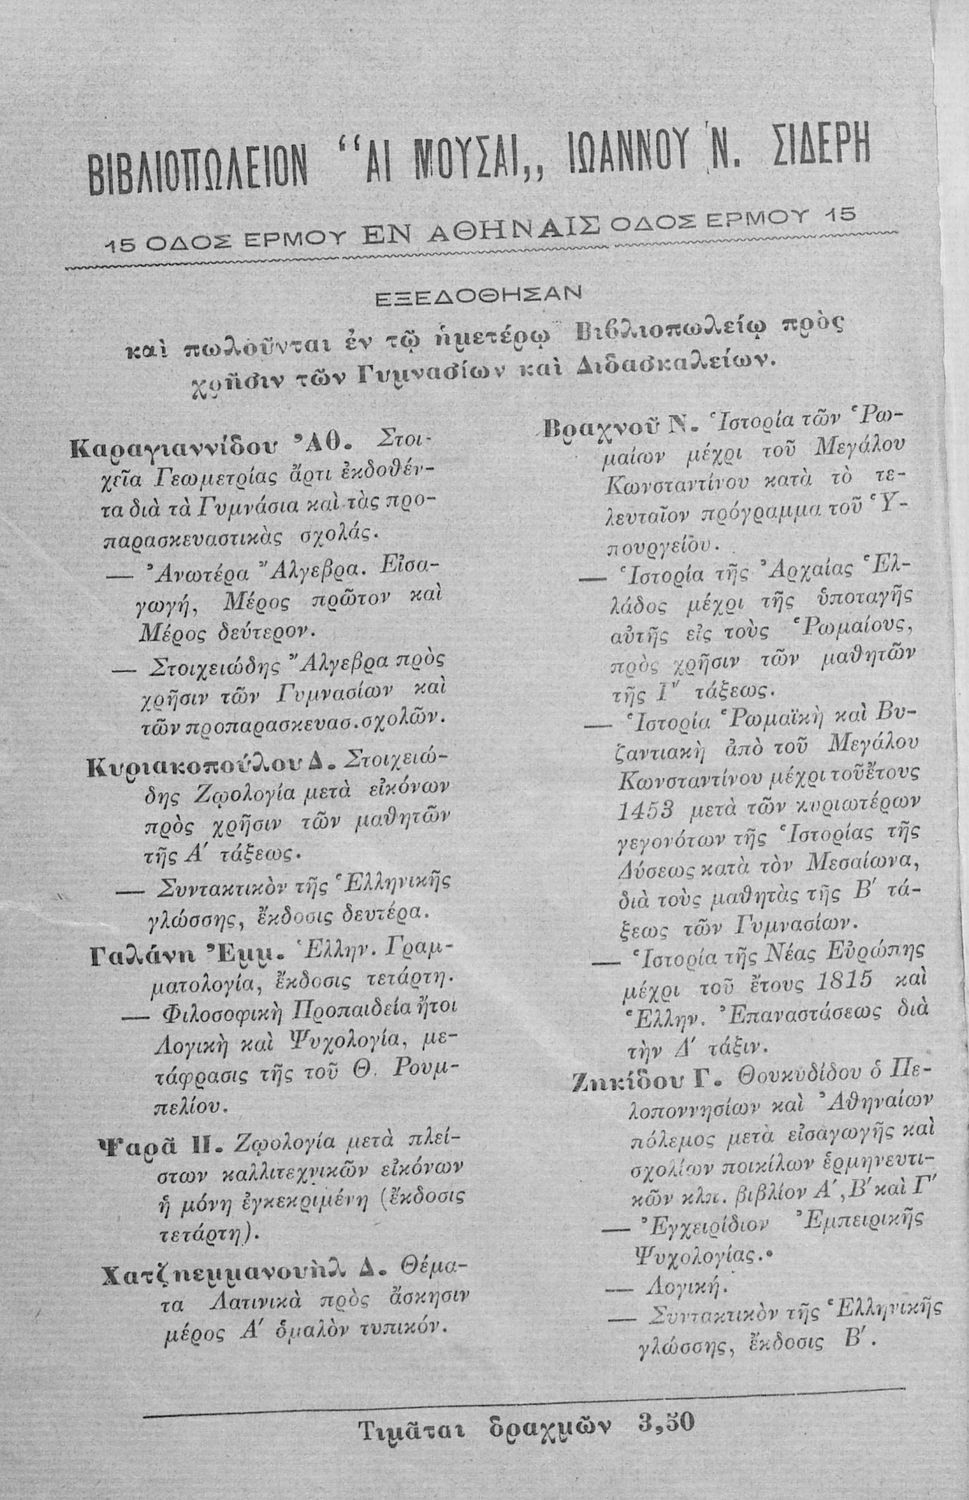 ΒΙΒΛΙΟΠΩΛΕΙΟΝ “ΑΙ ΜΟΥΣΑΙ„ ΙΩΑΝΝΟΥ Ν. ΣΙΔΕΡΗ
15 ΟΔΟΣ ΕΡΜΟΥ ΕΝ ΑΘΗΝΑΙΣ ΟΔΟΣ ΕΡΜΟΥ 15
ΕΞΕΔΟΘΗΣΑΝ
καὶ πωλοῦνται ἐν τῷ ἡμετέρῳ Βιβλιοπωλείῳ πρὸς
χρῆσιν τῶν Γυμνασίων καὶ Διδασκαλείων.
Καραγιαννίδου Ἀθ. Στοι-
χεῖα Γεωμετρίας ἄρτι ἐκδοθέν-
τα διὰ τὰ Γυμνάσια καὶ τὰς προ-
παρασκευαστικὰς σχολάς.
— Ἀνωτέρα Ἄλγεβρα. Εἰσα-
γωγή, Μέρος πρῶτον καὶ
Μέρος δεύτερον.
— Στοιχειώδης Ἄλγεβρα πρὸς
χρῆσιν τῶν Γυμνασίων καὶ
τῶν προπαρασκευασ. σχολῶν.
Κυριακοπούλου Δ. Στοιχειώ-
δης Ζῳολογία μετὰ εἰκόνων
πρὸς χρῆσιν τῶν μαθητῶν
τῆς Α΄ τάξεως.
— Συντακτικὸν τῆς Ἑλληνικῆς
γλώσσης, ἔκδοσις δευτέρα.
Γαλάνη Ἐμμ. Ἑλλην. Γραμ-
ματολογία, ἔκδοσις τετάρτη.
— Φιλοσοφικὴ Προπαιδεία ἤτοι
Λογικὴ καὶ Ψυχολογία, με-
τάφρασις τῆς τοῦ Θ. Ρουμ-
πελίου.
Ψαρᾶ Π. Ζῳολογία μετὰ πλεί-
στων καλλιτεχνικῶν εἰκόνων
ἡ μόνη ἐγκεκριμένη (ἔκδοσις
τετάρτη).
Χατζηεμμανουὴλ Δ. Θέμα-
τα Λατινικὰ πρὸς ἄσκησιν
μέρος Α΄ ὁμαλὸν τυπικόν.
Βραχνοῦ Ν. Ἱστορία τῶν Ῥω-
μαίων μέχρι τοῦ Μεγάλου
Κωνσταντίνου κατὰ τὸ τε-
λευταῖον πρόγραμμα τοῦ Ὑ-
πουργείου.
— Ἱστορία τῆς Ἀρχαίας Ἑλ-
λάδος μέχρι τῆς ὑποταγῆς
αὐτῆς εἰς τοὺς Ῥωμαίους,
πρὸς χρῆσιν τῶν μαθητῶν
τῆς Γ΄ τάξεως.
— Ἱστορία Ῥωμαϊκὴ καὶ Βυ-
ζαντιακὴ ἀπὸ τοῦ Μεγάλου
Κωνσταντίνου μέχρι τοῦ ἔτους
1453 μετὰ τῶν κυριωτέρων
γεγονότων τῆς Ἱστορίας τῆς
Δύσεως κατὰ τὸν Μεσαίωνα,
διὰ τοὺς μαθητὰς τῆς Β΄ τά-
ξεως τῶν Γυμνασίων.
— Ἱστορία τῆς Νέας Εὐρώπης
μέχρι τοῦ ἔτους 1815 καὶ
Ἑλλην. Ἐπαναστάσεως διὰ
τὴν Δ΄ τάξιν.
Ζηκίδου Γ. Θουκυδίδου ὁ Πε-
λοποννησίων καὶ Ἀθηναίων
πόλεμος μετὰ εἰσαγωγῆς καὶ
σχολίων ποικίλων ἑρμηνευτι-
κῶν κλπ. βιβλίον Α΄, Β΄ καὶ Γ΄
— Ἐγχειρίδιον Ἐμπειρικῆς
Ψυχολογίας.
— Λογική.
— Συντακτικὸν τῆς Ἑλληνικῆς
γλώσσης, ἔκδοσις Β΄.
Τιμᾶται δραχμῶν 3,50